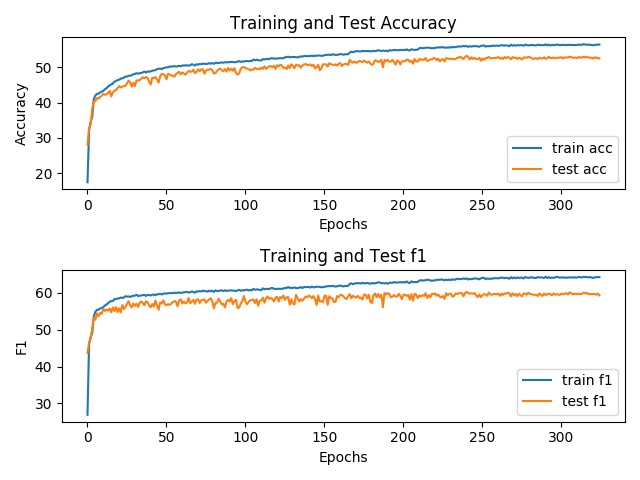 Training and Test Accuracy
Accuracy
50
40
30
20
train acc
test acc
0 50 100 150 200 250 300
Epochs
Training and Test f1
F1
60
50
40
30
train f1
test f1
0 50 100 150 200 250 300
Epochs